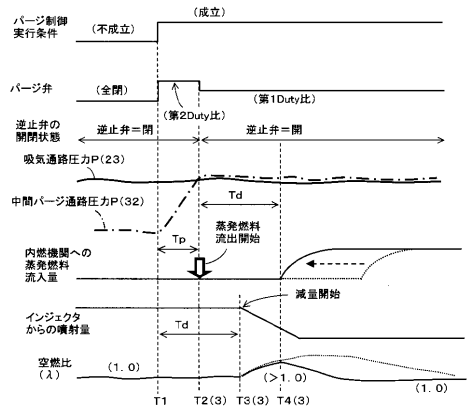 パージ制御
実行条件
(成立)
(不成立)
パージ弁
(全閉)
(第2Duty比)
(第1Duty比)
逆止弁の
開閉状態
逆止弁=閉
逆止弁=開
吸気通路圧力P(23)
中間パージ通路圧力P(32)
Td
Tp
蒸発燃料
流出開始
内燃機関への
蒸発燃料
流入量
減量開始
インジェクタ
からの噴射量
Td
空燃比
(λ)
(1.0)
(>1.0)
(1.0)
T1
T2(3)
T3(3)
T4(3)